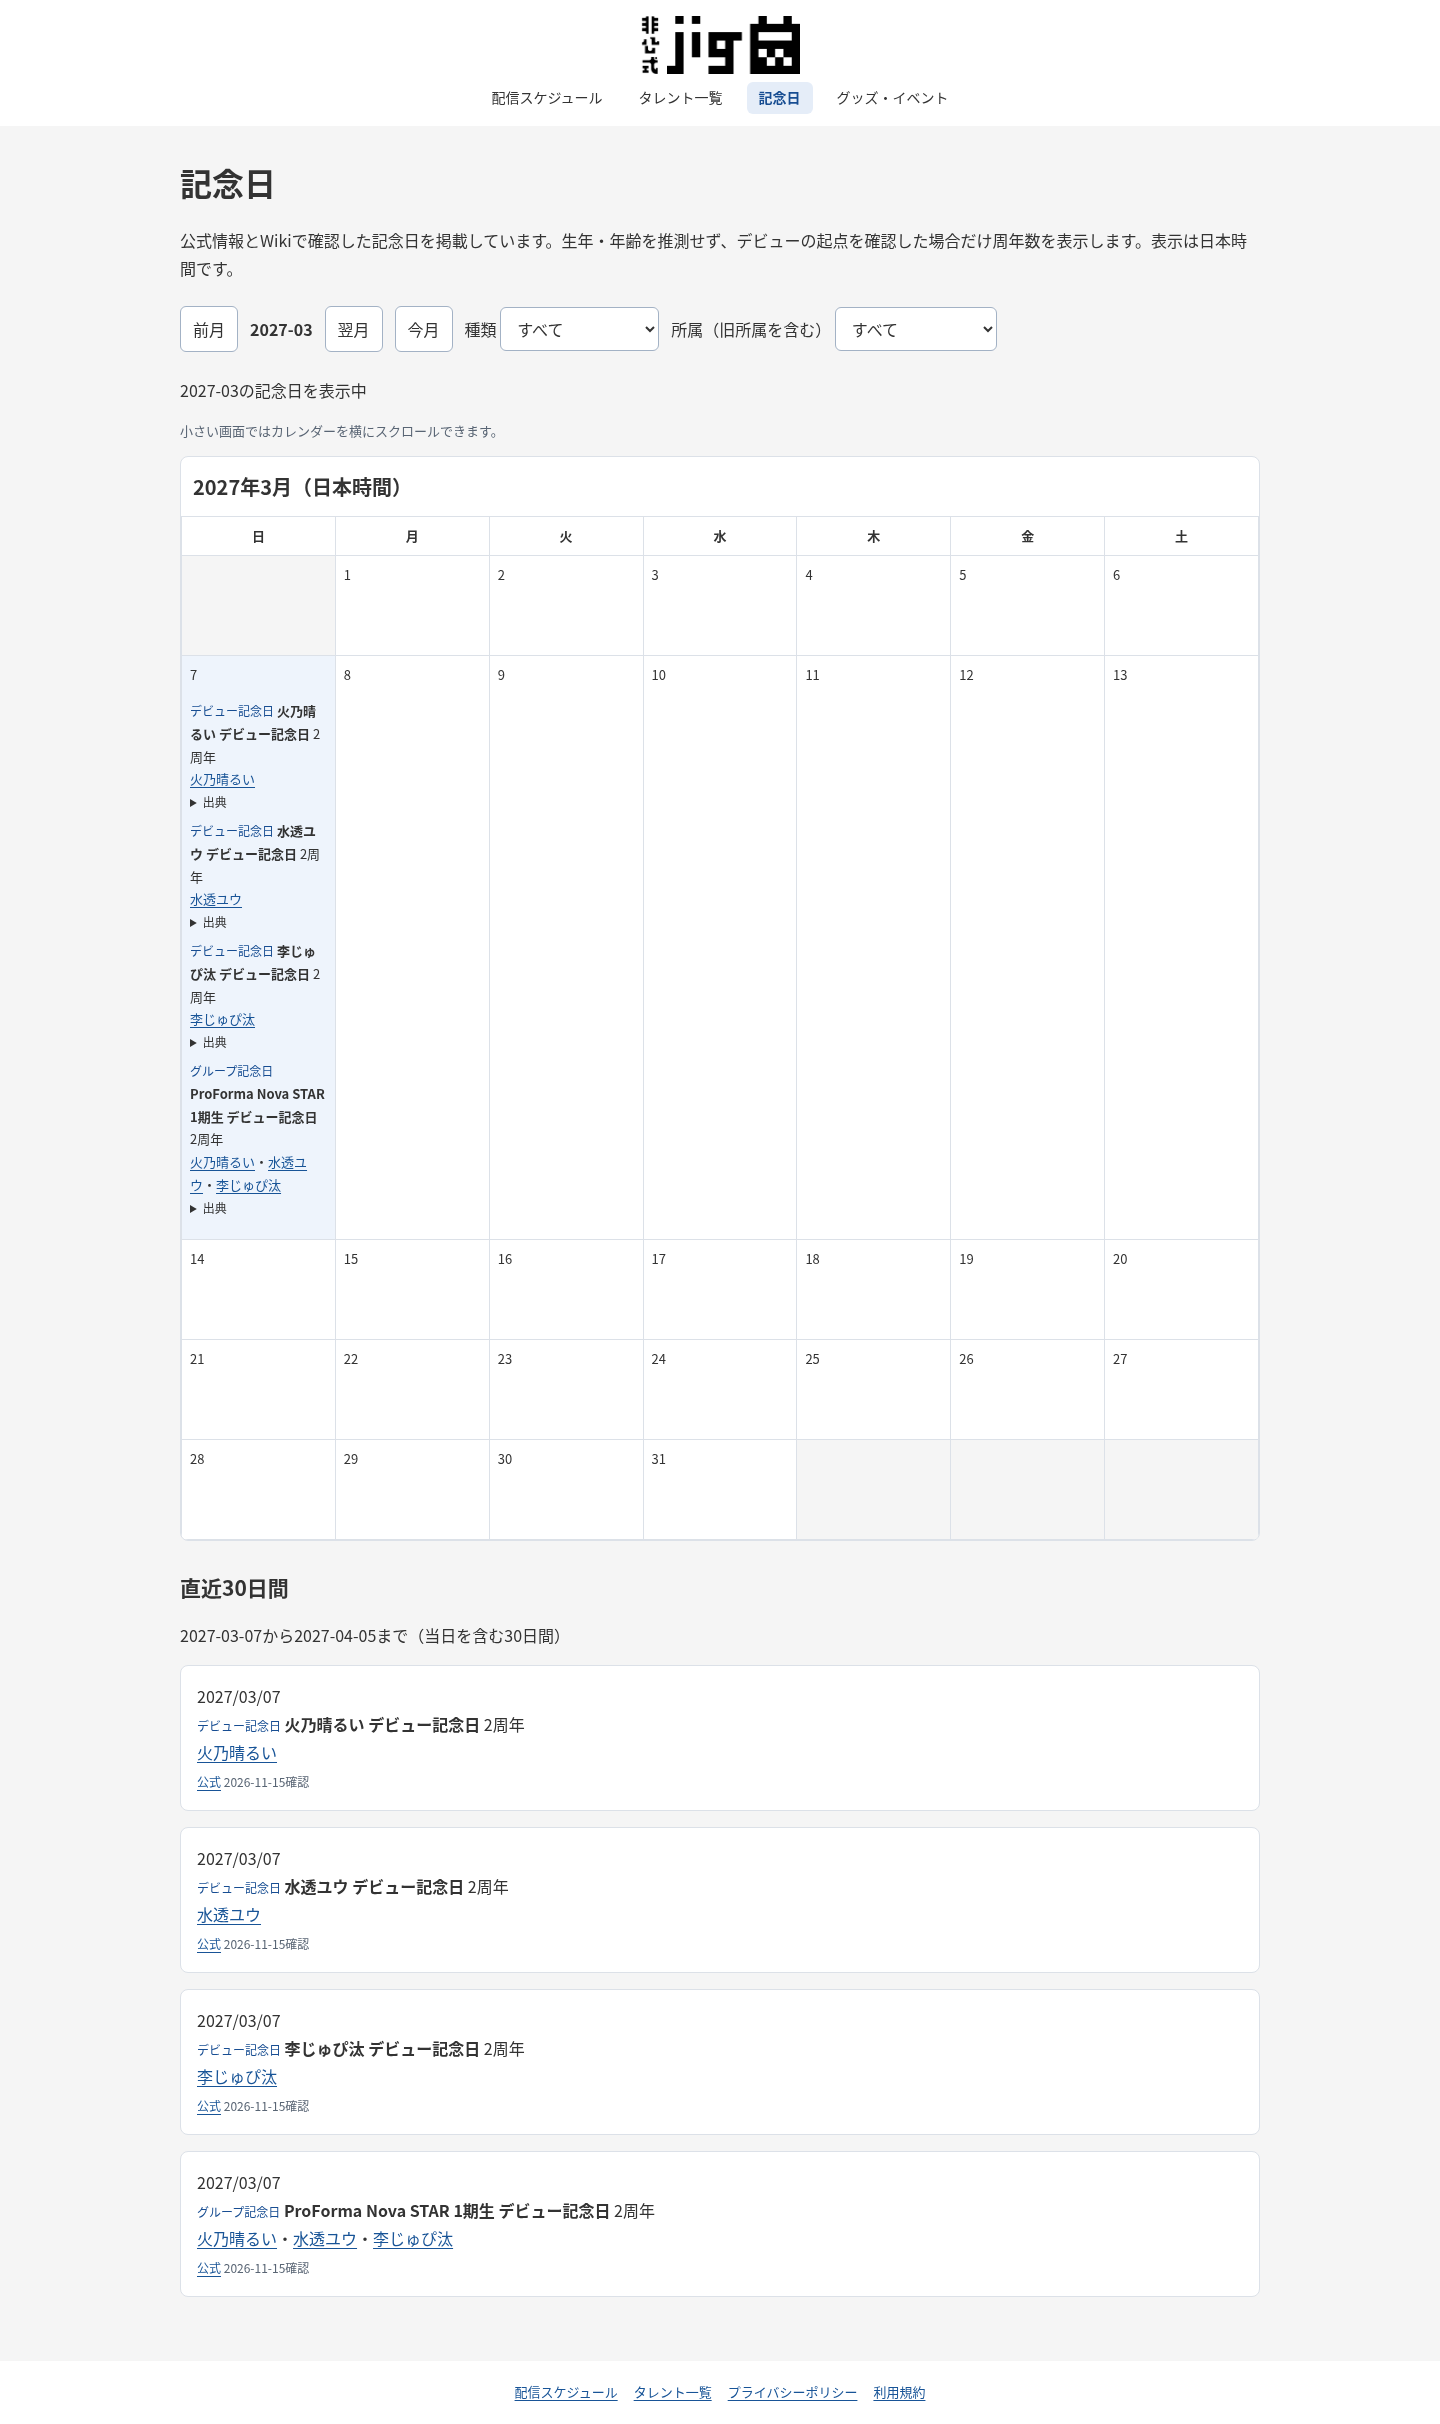 非公式 jig
配信スケジュール タレント一覧 記念日 グッズ・イベント
記念日
公式情報とWikiで確認した記念日を掲載しています。生年・年齢を推測せず、デビューの起点を確認した場合だけ周年数を表示します。表示は日本時
間です。
前月 2027-03 翌月 今月 種類 すべて 所属（旧所属を含む） すべて
2027-03の記念日を表示中
小さい画面ではカレンダーを横にスクロールできます。
2027年3月（日本時間）
日 月 火 水 木 金 土
1 2 3 4 5 6
7 8 9 10 11 12 13
デビュー記念日 火乃晴
るい デビュー記念日 2
周年
火乃晴るい
▶ 出典
デビュー記念日 水透ユ
ウ デビュー記念日 2周
年
水透ユウ
▶ 出典
デビュー記念日 李じゅ
ぴ汰 デビュー記念日 2
周年
李じゅぴ汰
▶ 出典
グループ記念日
ProForma Nova STAR
1期生 デビュー記念日
2周年
火乃晴るい・水透ユ
ウ・李じゅぴ汰
▶ 出典
14 15 16 17 18 19 20
21 22 23 24 25 26 27
28 29 30 31
直近30日間
2027-03-07から2027-04-05まで（当日を含む30日間）
2027/03/07
デビュー記念日 火乃晴るい デビュー記念日 2周年
火乃晴るい
公式 2026-11-15確認
2027/03/07
デビュー記念日 水透ユウ デビュー記念日 2周年
水透ユウ
公式 2026-11-15確認
2027/03/07
デビュー記念日 李じゅぴ汰 デビュー記念日 2周年
李じゅぴ汰
公式 2026-11-15確認
2027/03/07
グループ記念日 ProForma Nova STAR 1期生 デビュー記念日 2周年
火乃晴るい・水透ユウ・李じゅぴ汰
公式 2026-11-15確認
配信スケジュール タレント一覧 プライバシーポリシー 利用規約